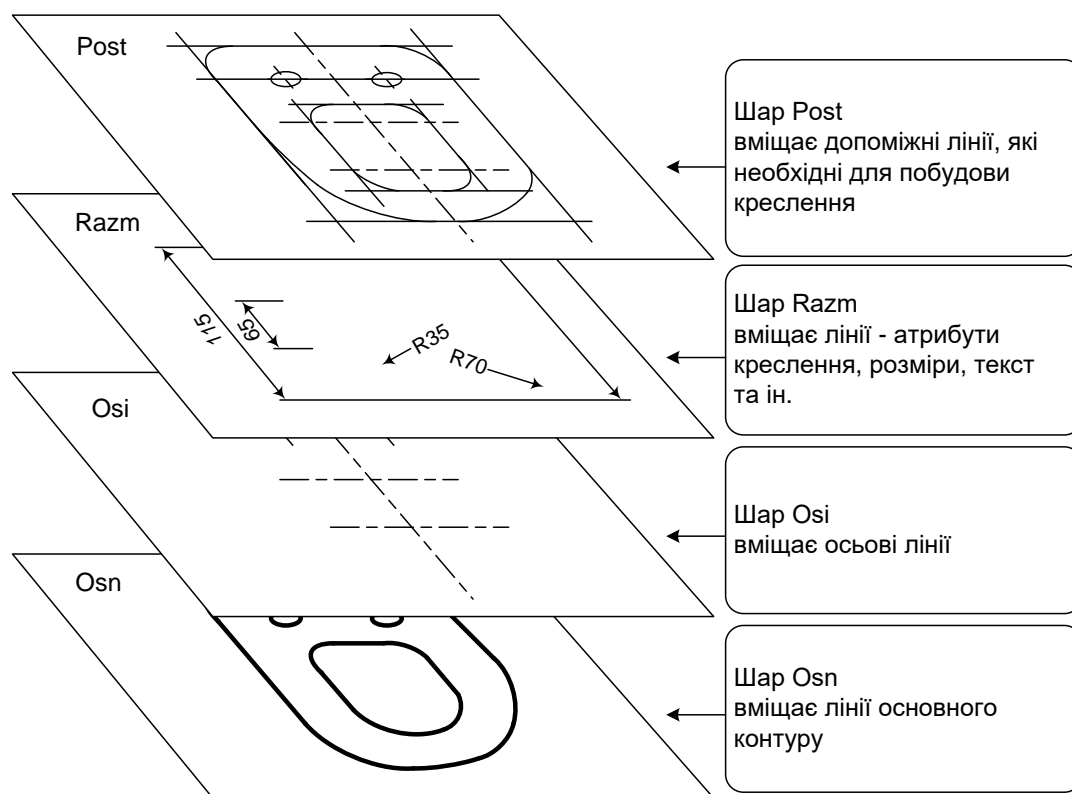 Post
Шар Post
вміщає допоміжні лінії, які
необхідні для побудови
креслення
Razm
115
65
R35
R70
Шар Razm
вміщає лінії - атрибути
креслення, розміри, текст
та ін.
Osi
Шар Osi
вміщає осьові лінії
Osn
Шар Osn
вміщає лінії основного
контуру